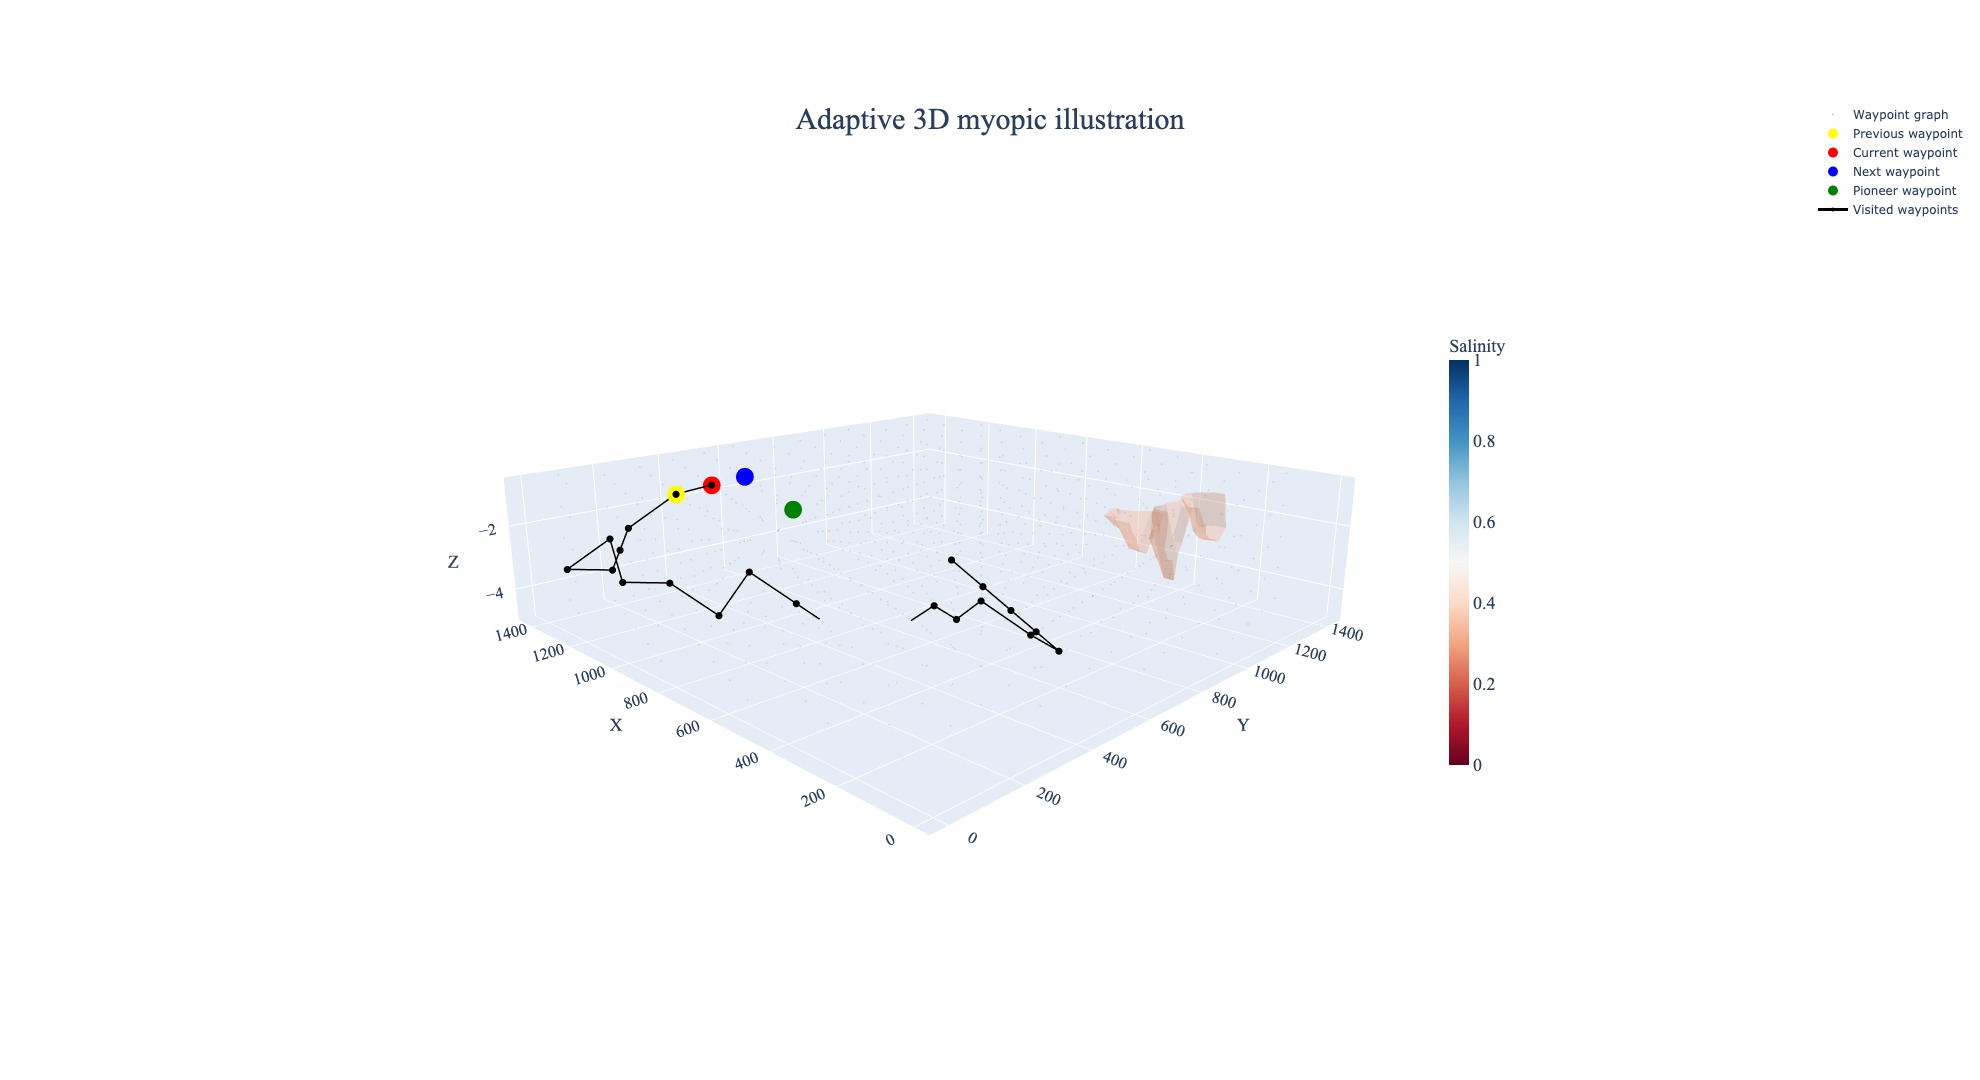 Adaptive 3D myopic illustration
Waypoint graph
Previous waypoint
Current waypoint
Next waypoint
Pioneer waypoint
Visited waypoints
Salinity
1
0.8
0.6
0.4
0.2
0
Z
−2
−4
X
1400
1200
1000
800
600
400
200
0
Y
0
200
400
600
800
1000
1200
1400